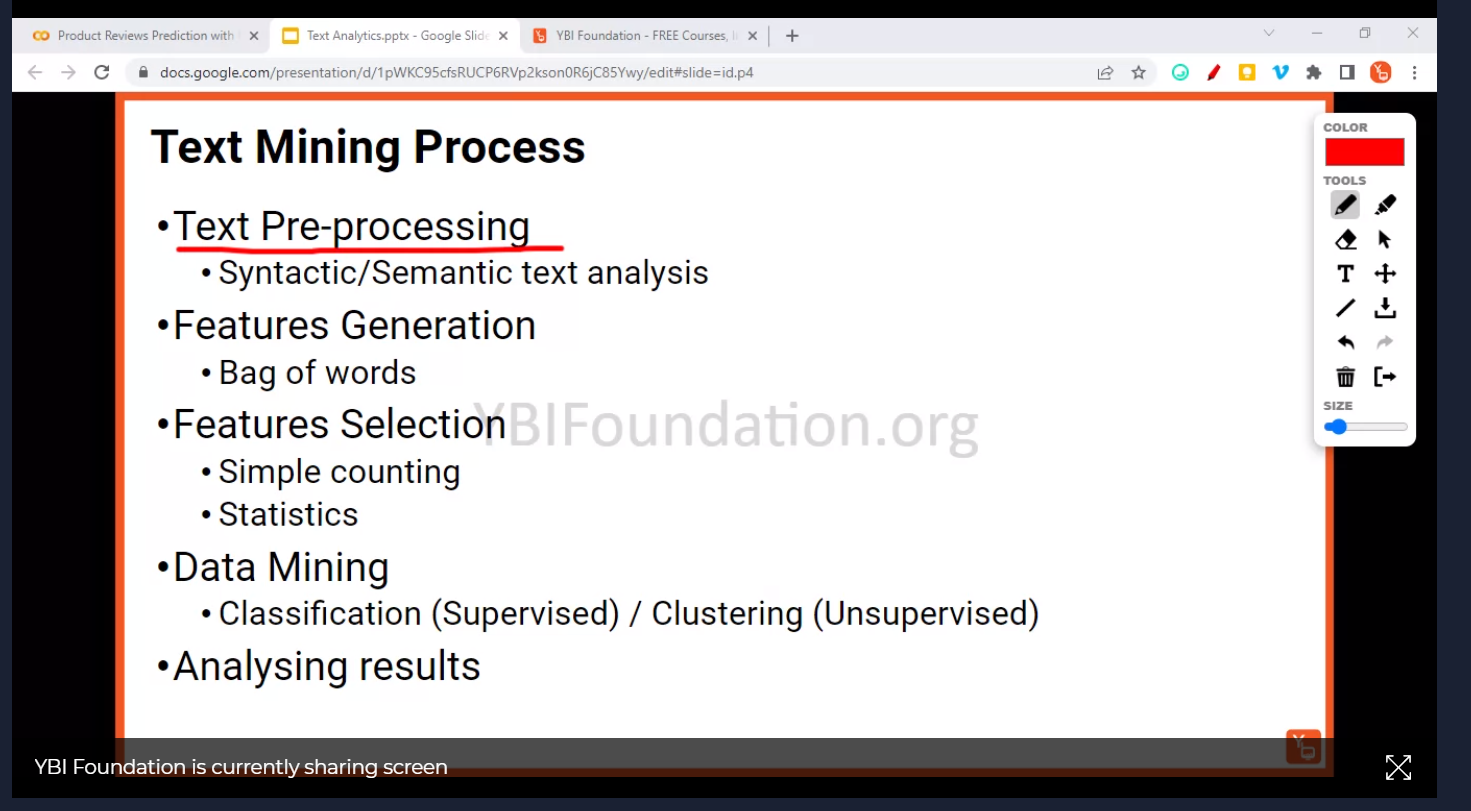 Product Reviews Prediction with
Text Analytics.pptx - Google Slide
YBI Foundation - FREE Courses,
docs.google.com/presentation/d/1pWKC95cfsRUCP6RVp2kson0R6jC85Ywy/edit#slide=id.p4
Text Mining Process
•Text Pre-processing
• Syntactic/Semantic text analysis
•Features Generation
• Bag of words
•Features Selection
YBIFoundation.org
• Simple counting
• Statistics
•Data Mining
• Classification (Supervised) / Clustering (Unsupervised)
•Analysing results
COLOR
TOOLS
T
SIZE
YBI Foundation is currently sharing screen